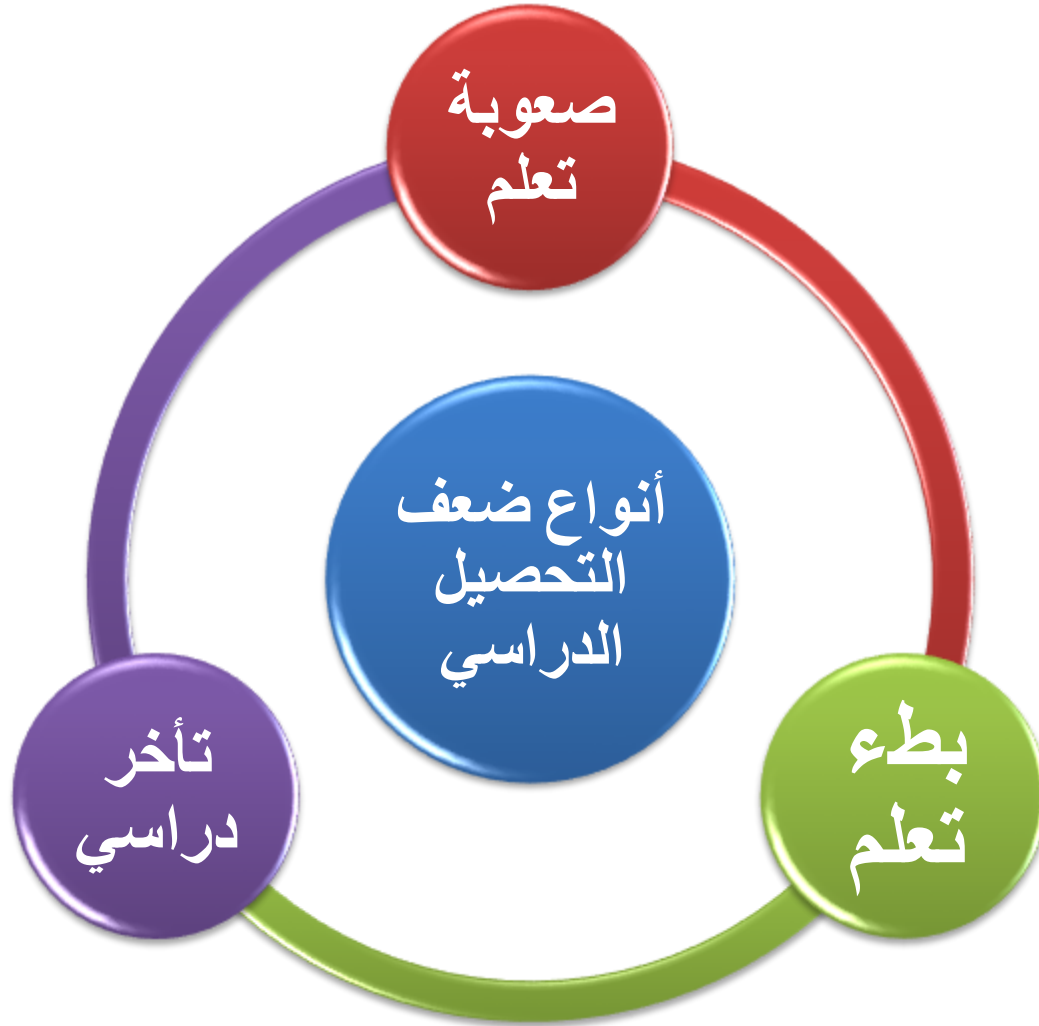 صعوبة
تعلم
أنواع ضعف
التحصيل
الدراسي
بطء
تعلم
تأخر
دراسي